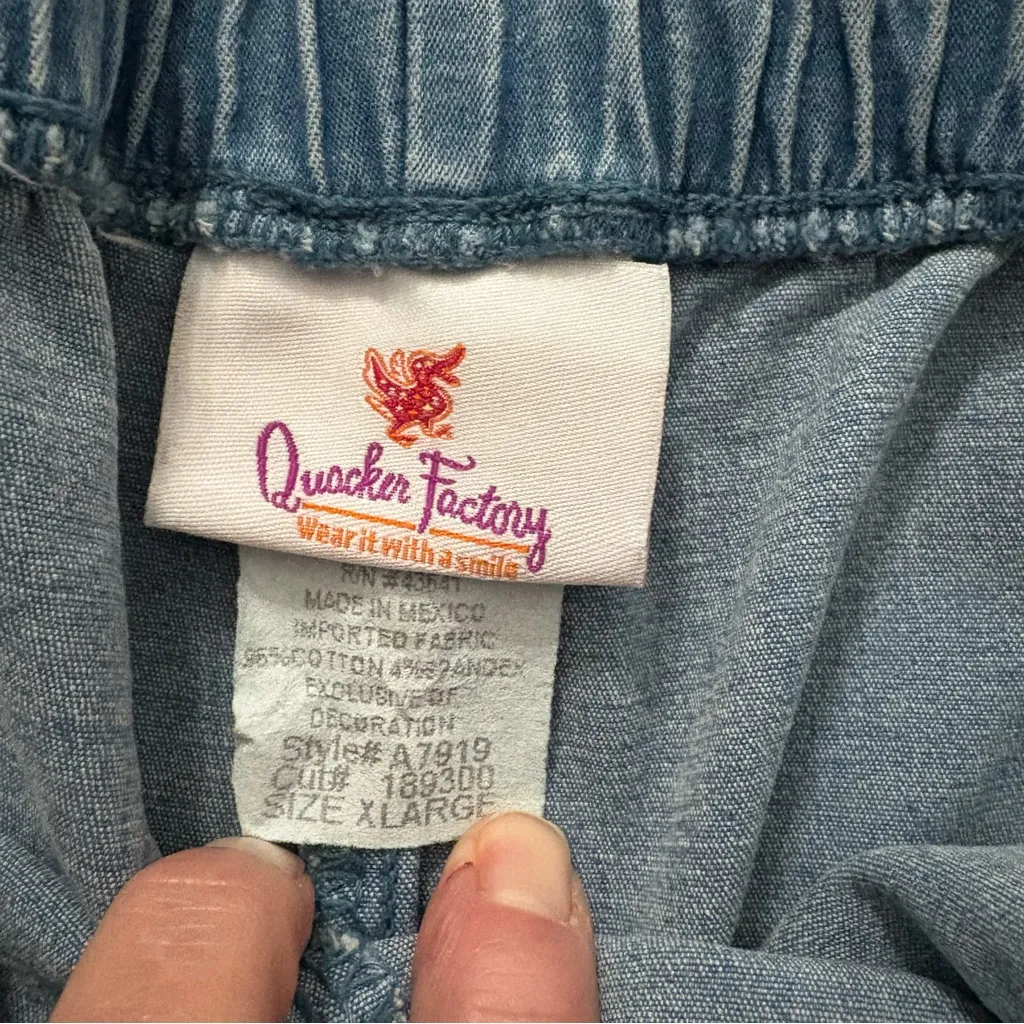 Quacker Factory
Wear it with a smile
MADE IN MEXICO
IMPORTED FABRIC
96%COTTON 4%SPANDEX
EXCLUSIVE OF
DECORATION
Style# A7919
Cut# 189300
SIZE XLARGE